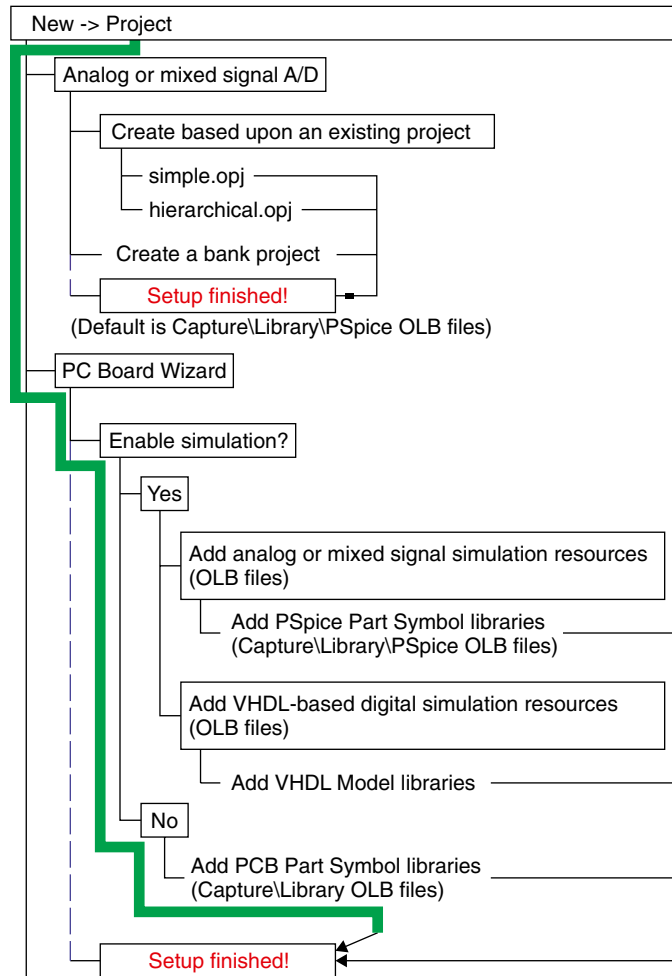 New -> Project
Analog or mixed signal A/D
Create based upon an existing project
simple.opj
hierarchical.opj
Create a bank project
Setup finished!
(Default is Capture\Library\PSpice OLB files)
PC Board Wizard
Enable simulation?
Yes
Add analog or mixed signal simulation resources
(OLB files)
Add PSpice Part Symbol libraries
(Capture\Library\PSpice OLB files)
Add VHDL-based digital simulation resources
(OLB files)
Add VHDL Model libraries
No
Add PCB Part Symbol libraries
(Capture\Library OLB files)
Setup finished!